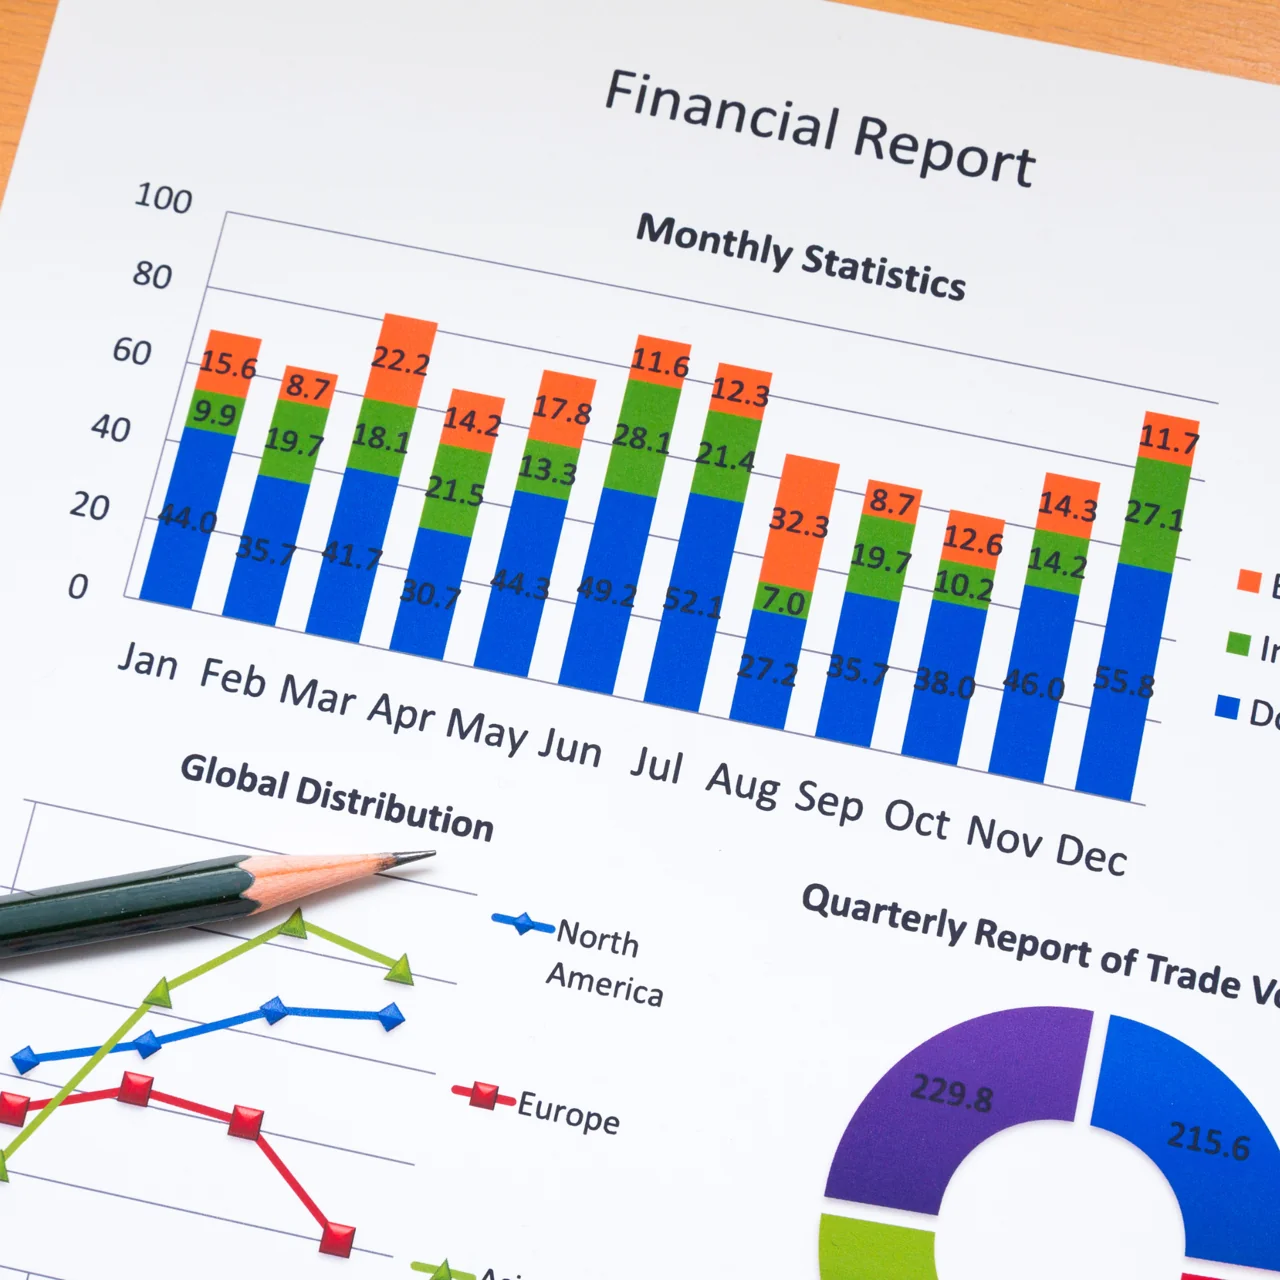 Financial Report
Monthly Statistics
100
80
60
40
20
0
15.6 8.7 22.2 14.2 17.8 11.6 12.3 32.3 8.7 12.6 14.3 11.7
9.9 19.7 18.1 21.5 13.3 28.1 21.4 7.0 19.7 10.2 14.2 27.1
44.0 35.7 41.7 30.7 44.3 49.2 52.1 27.2 35.7 38.0 46.0 55.8
Jan Feb Mar Apr May Jun Jul Aug Sep Oct Nov Dec
Global Distribution
North
America
Europe
Quarterly Report of Trade
229.8
215.6